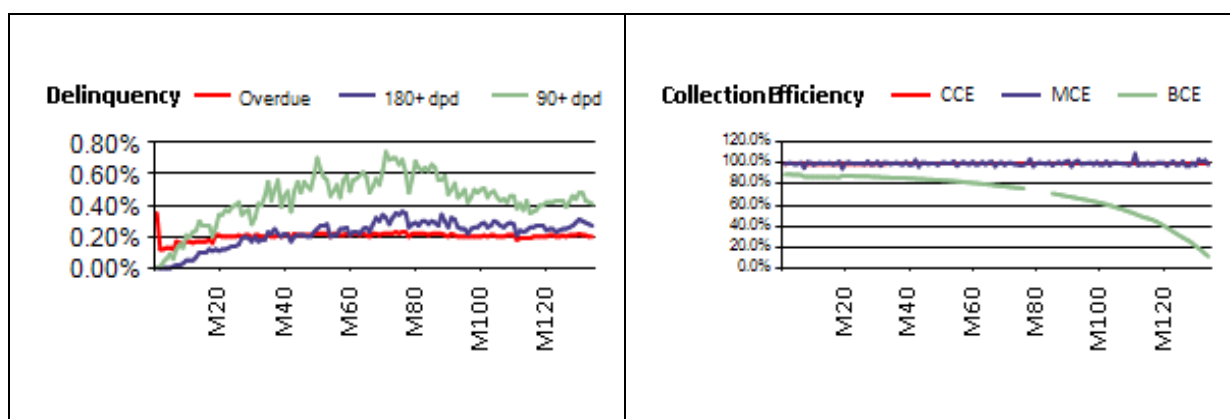 Delinquency Overdue 180+ dpd 90+ dpd
0.80%
0.60%
0.40%
0.20%
0.00%
M20
M40
M60
M80
M100
M120
Collection Efficiency CCE MCE BCE
120.0%
100.0%
80.0%
60.0%
40.0%
20.0%
0.0%
M20
M40
M60
M80
M100
M120